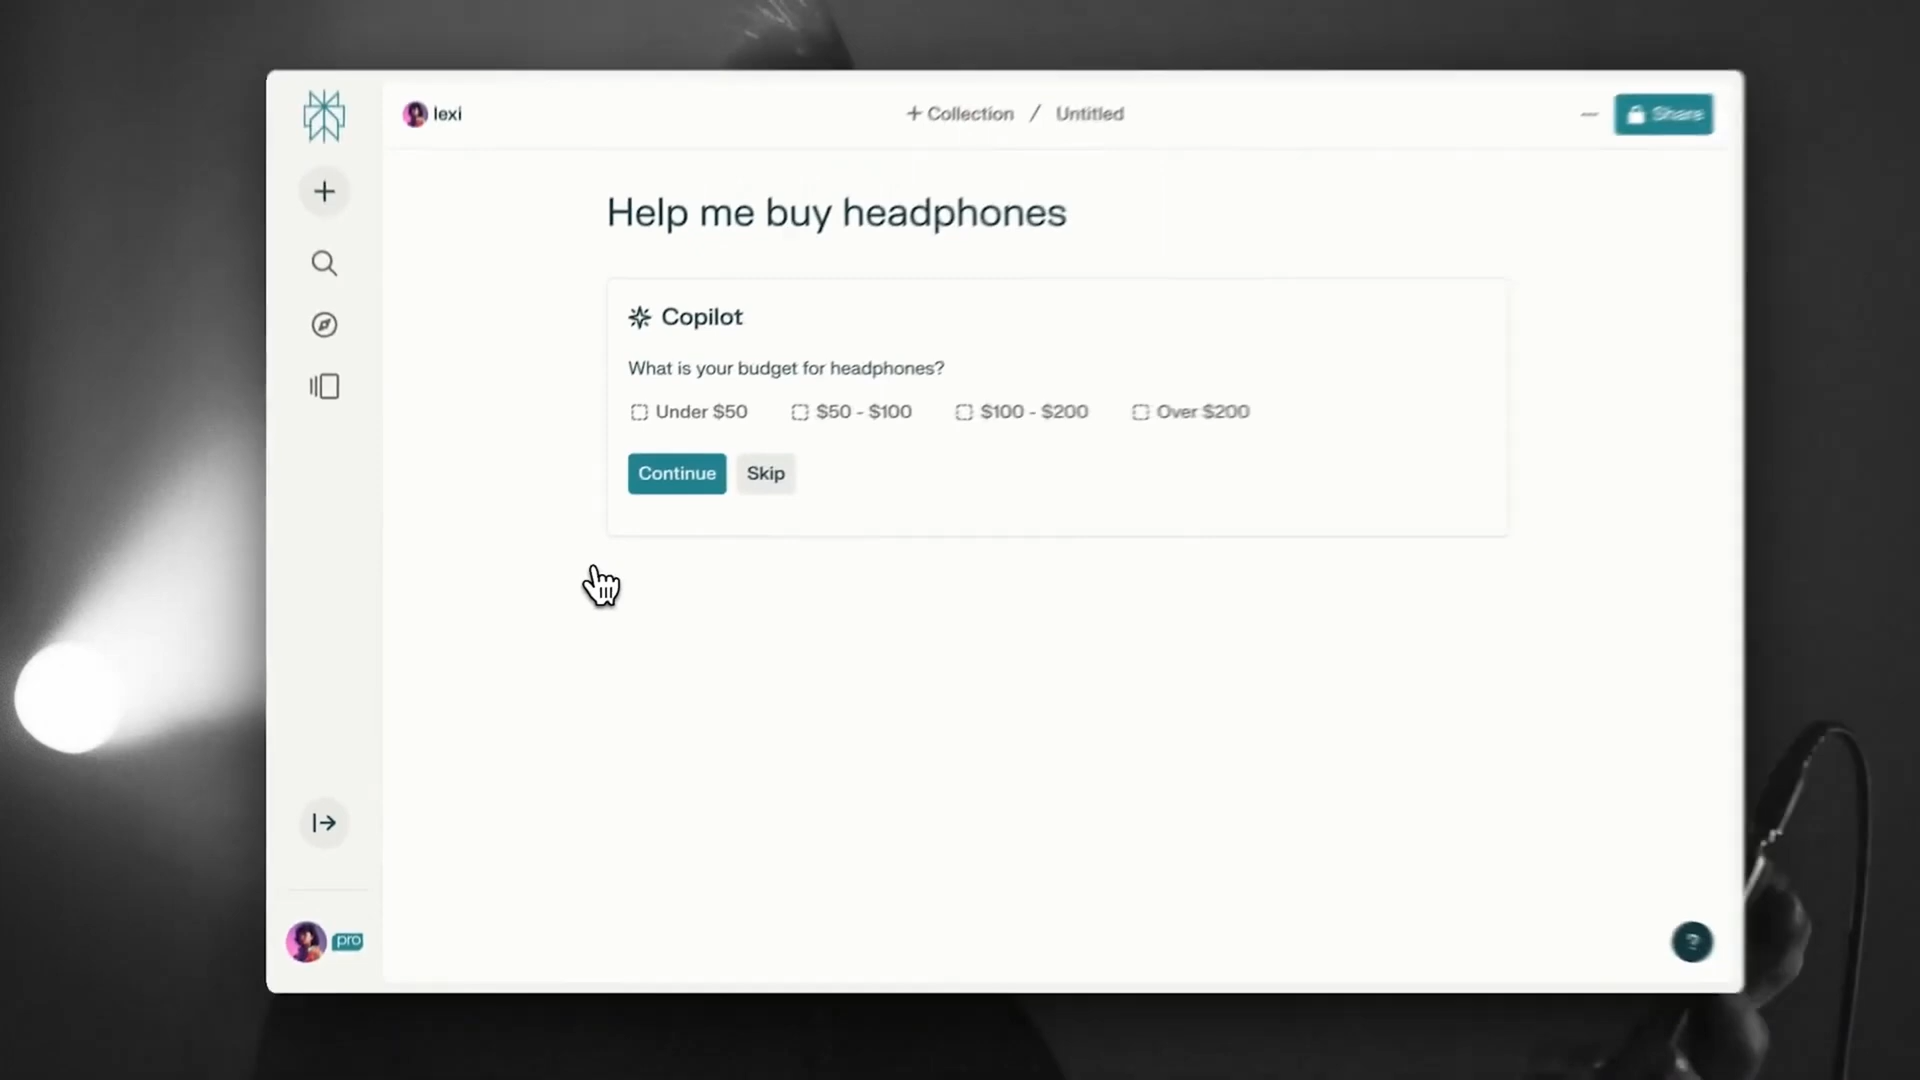 lexi
+ Collection / Untitled
Share
Help me buy headphones
Copilot
What is your budget for headphones?
Under $50
$50 - $100
$100 - $200
Over $200
Continue
Skip
pro
?